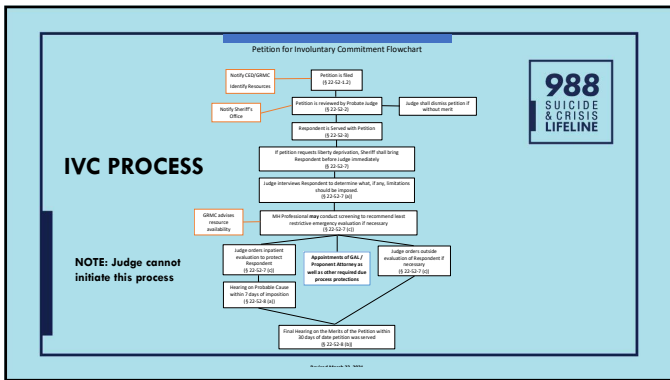 Petition for Involuntary Commitment Flowchart
Notify CED/GRMC
Identify Resources
Petition is filed
(§ 22-52-1.2)
Notify Sheriff's
Office
Petition is reviewed by Probate Judge
(§ 22-52-2)
Judge shall dismiss petition if
without merit
Respondent is Served with Petition
(§ 22-52-3)
If petition requests liberty deprivation, Sheriff shall bring
Respondent before Judge immediately
(§ 22-52-7)
Judge interviews Respondent to determine what, if any, limitations
should be imposed.
(§ 22-52-7 (a))
GRMC advises
resource
availability
MH Professional may conduct screening to recommend least
restrictive emergency evaluation if necessary
(§ 22-52-7 (c))
Judge orders inpatient
evaluation to protect
Respondent
(§ 22-52-7 (d))
Appointments of GAL /
Proponent Attorney as
well as other required due
process protections
Judge orders outside
evaluation of Respondent if
necessary
(§ 22-52-7 (d))
Hearing on Probable Cause
within 7 days of imposition
(§ 22-52-8 (a))
Final Hearing on the Merits of the Petition within
30 days of date petition was served
(§ 22-52-8 (b))
IVC PROCESS
NOTE: Judge cannot
initiate this process
988
SUICIDE
& CRISIS
LIFELINE